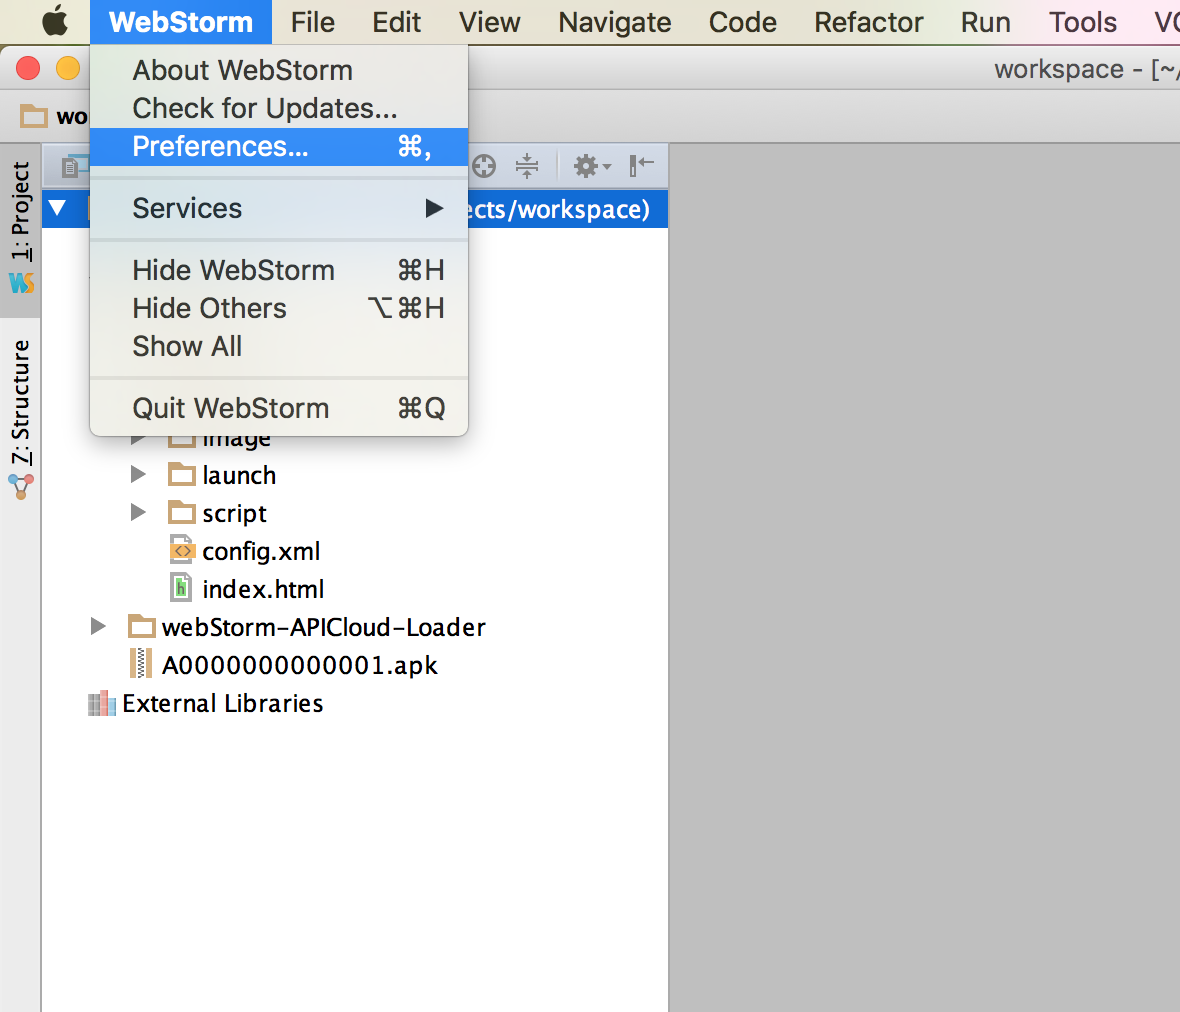 WebStorm File Edit View Navigate Code Refactor Run Tools
workspace - [~/
About WebStorm
Check for Updates...
Preferences... ⌘,
Services ▶
Hide WebStorm ⌘H
Hide Others ⌥⌘H
Show All
Quit WebStorm ⌘Q
1: Project
7: Structure
ects/workspace)
image
launch
script
config.xml
index.html
webStorm-APICloud-Loader
A0000000000001.apk
External Libraries